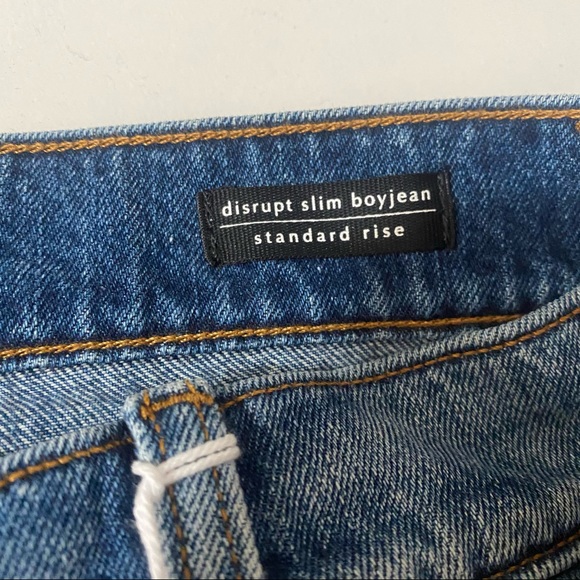 disrupt slim boyjean
standard rise